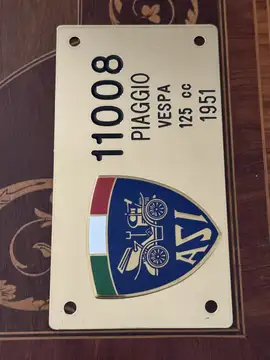 11008
PIAGGIO
VESPA
125 cc
1951
ASI